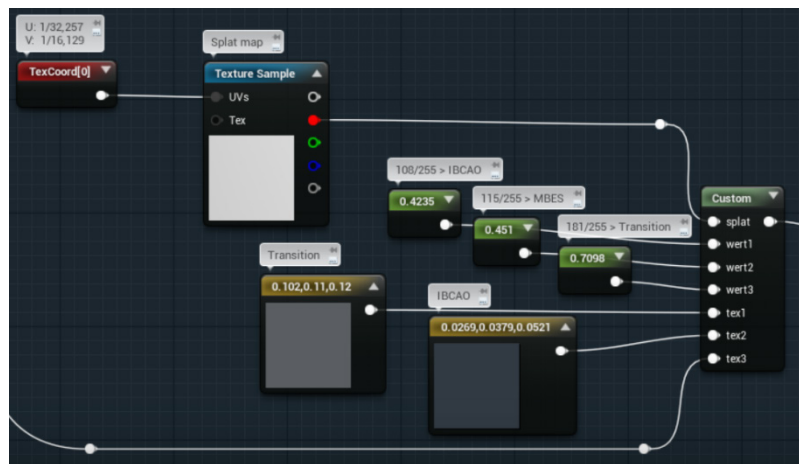 U: 1/32,257
V: 1/16,129
TexCoord[0]
Splat map
Texture Sample
UVs
Tex
108/255 > IBCAO
0.4235
115/255 > MBES
0.451
181/255 > Transition
0.7098
Transition
0.102,0.11,0.12
IBCAO
0.0269,0.0379,0.0521
Custom
splat
wert1
wert2
wert3
tex1
tex2
tex3